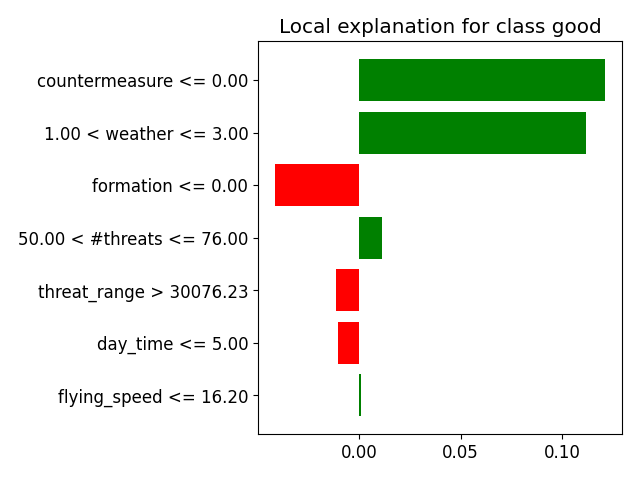 Local explanation for class good
countermeasure <= 0.00
1.00 < weather <= 3.00
formation <= 0.00
50.00 < #threats <= 76.00
threat_range > 30076.23
day_time <= 5.00
flying_speed <= 16.20
0.00 0.05 0.10